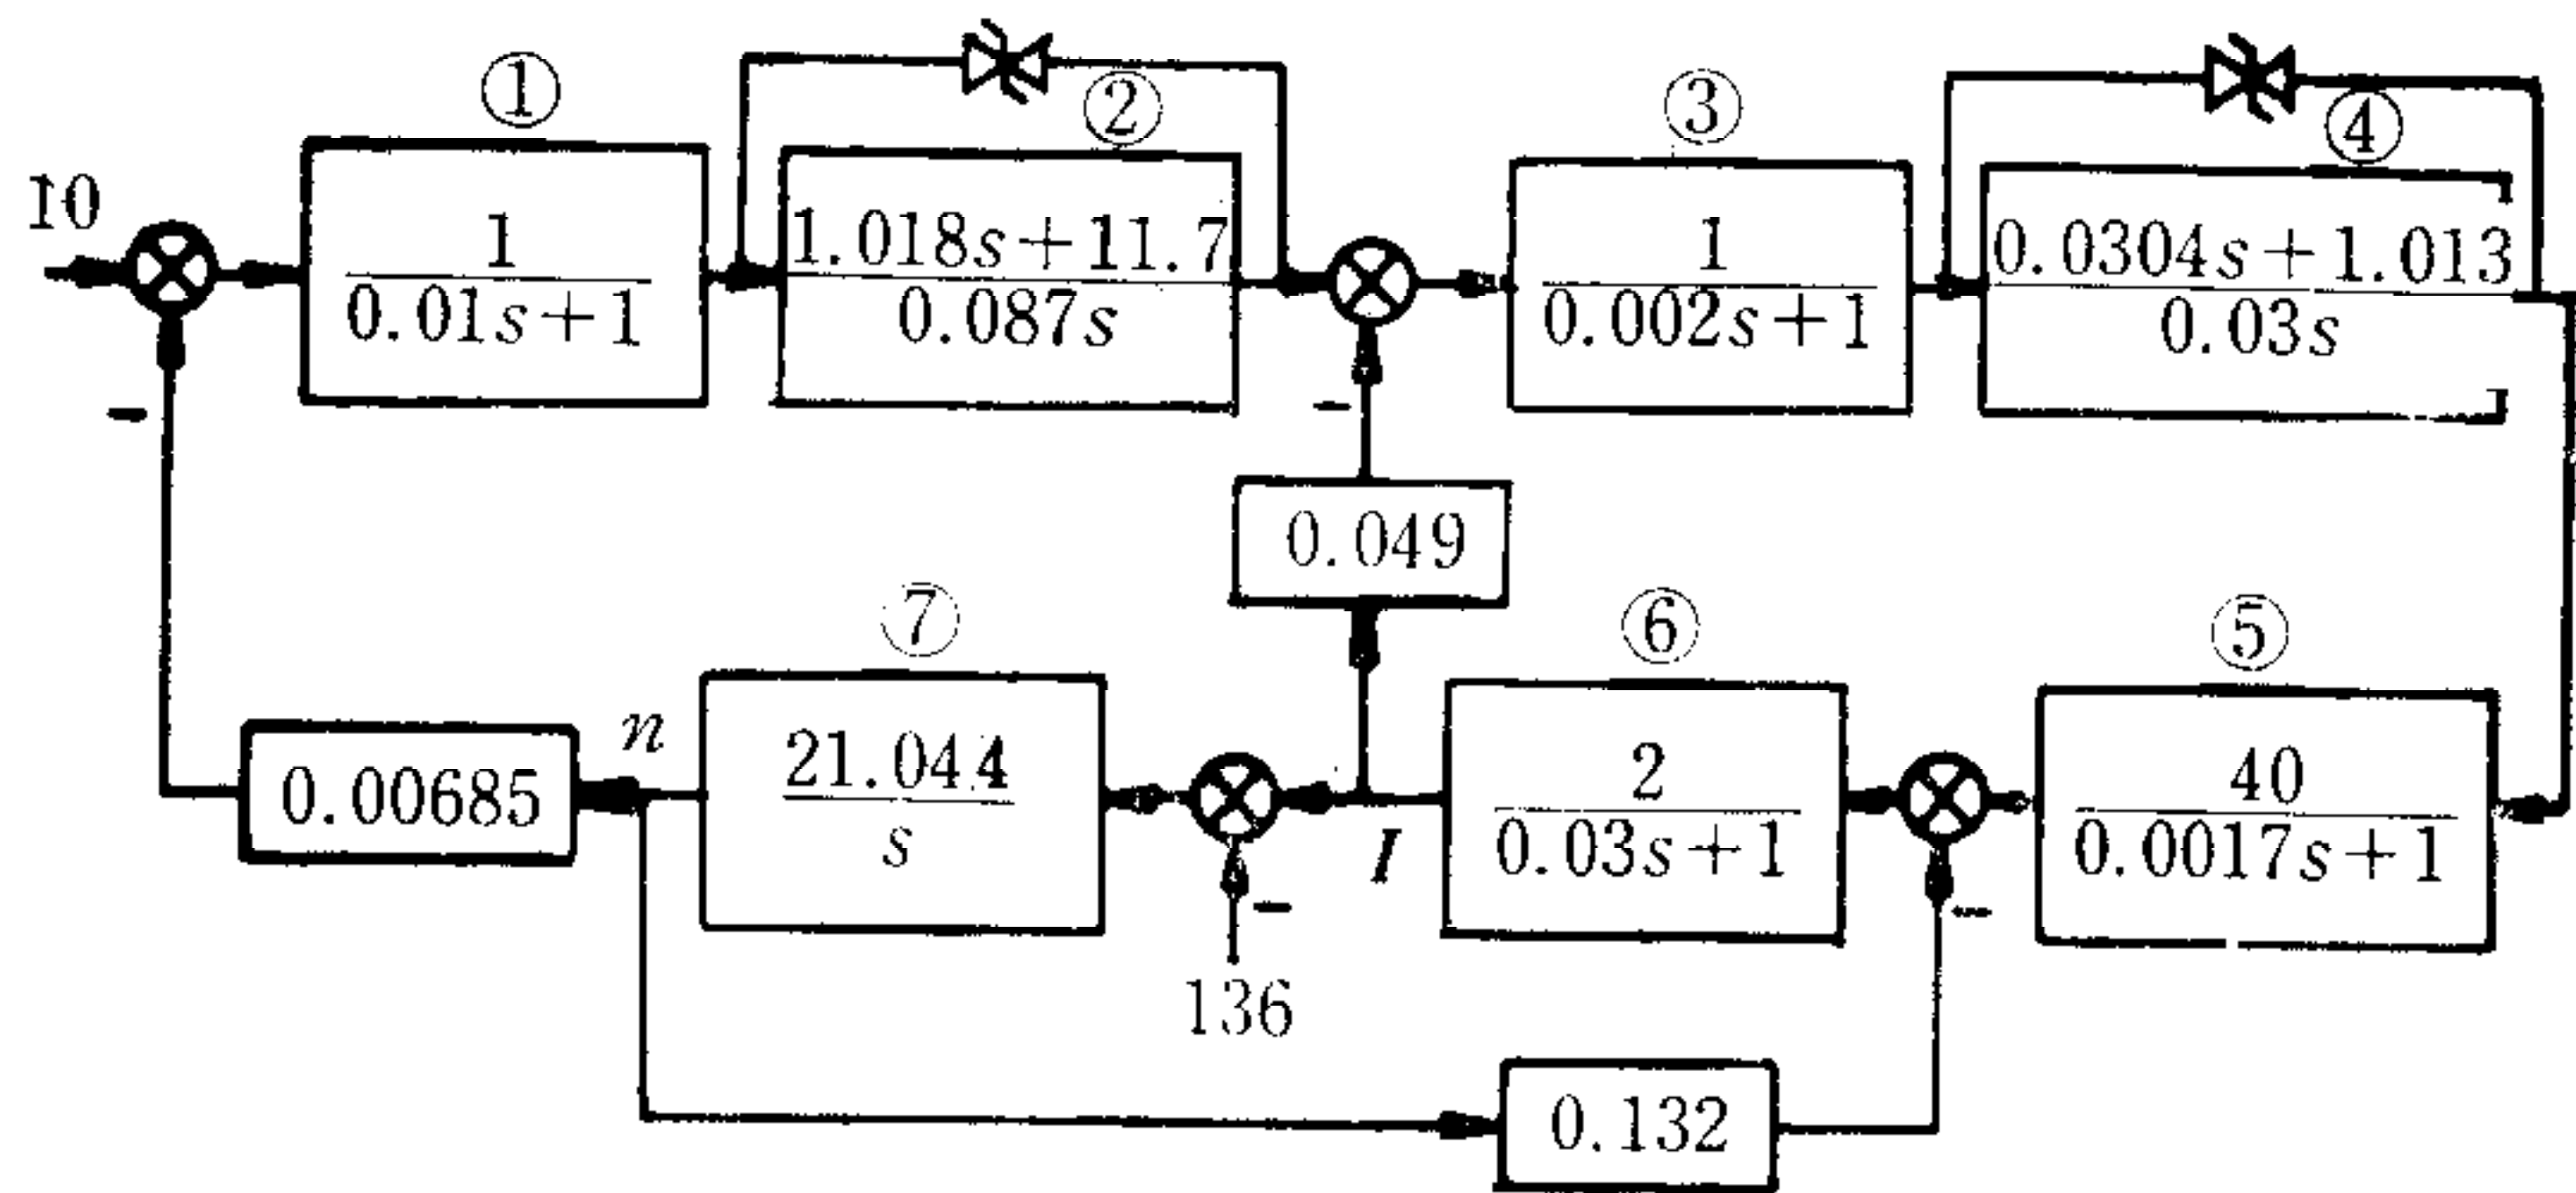 ①
②
③
④
10
1
0.01s+1
1.018s+11.7
0.087s
1
0.002s+1
0.0304s+1.013
0.03s
-
-
0.049
⑦
⑥
⑤
n
0.00685
21.044
s
I
2
0.03s+1
40
0.0017s+1
-
-
136
0.132